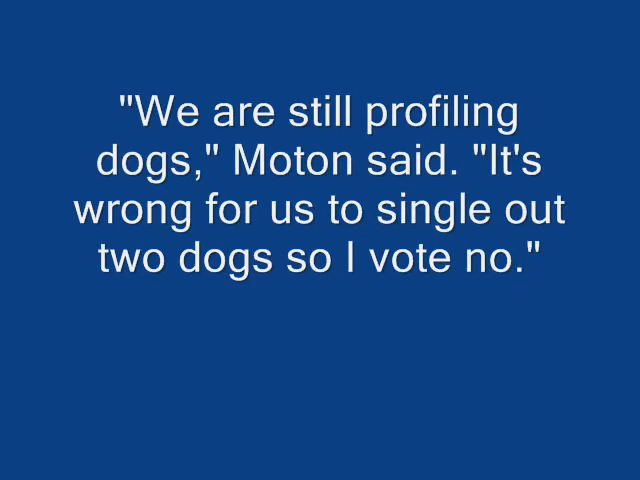 "We are still profiling
dogs," Moton said. "It's
wrong for us to single out
two dogs so I vote no."